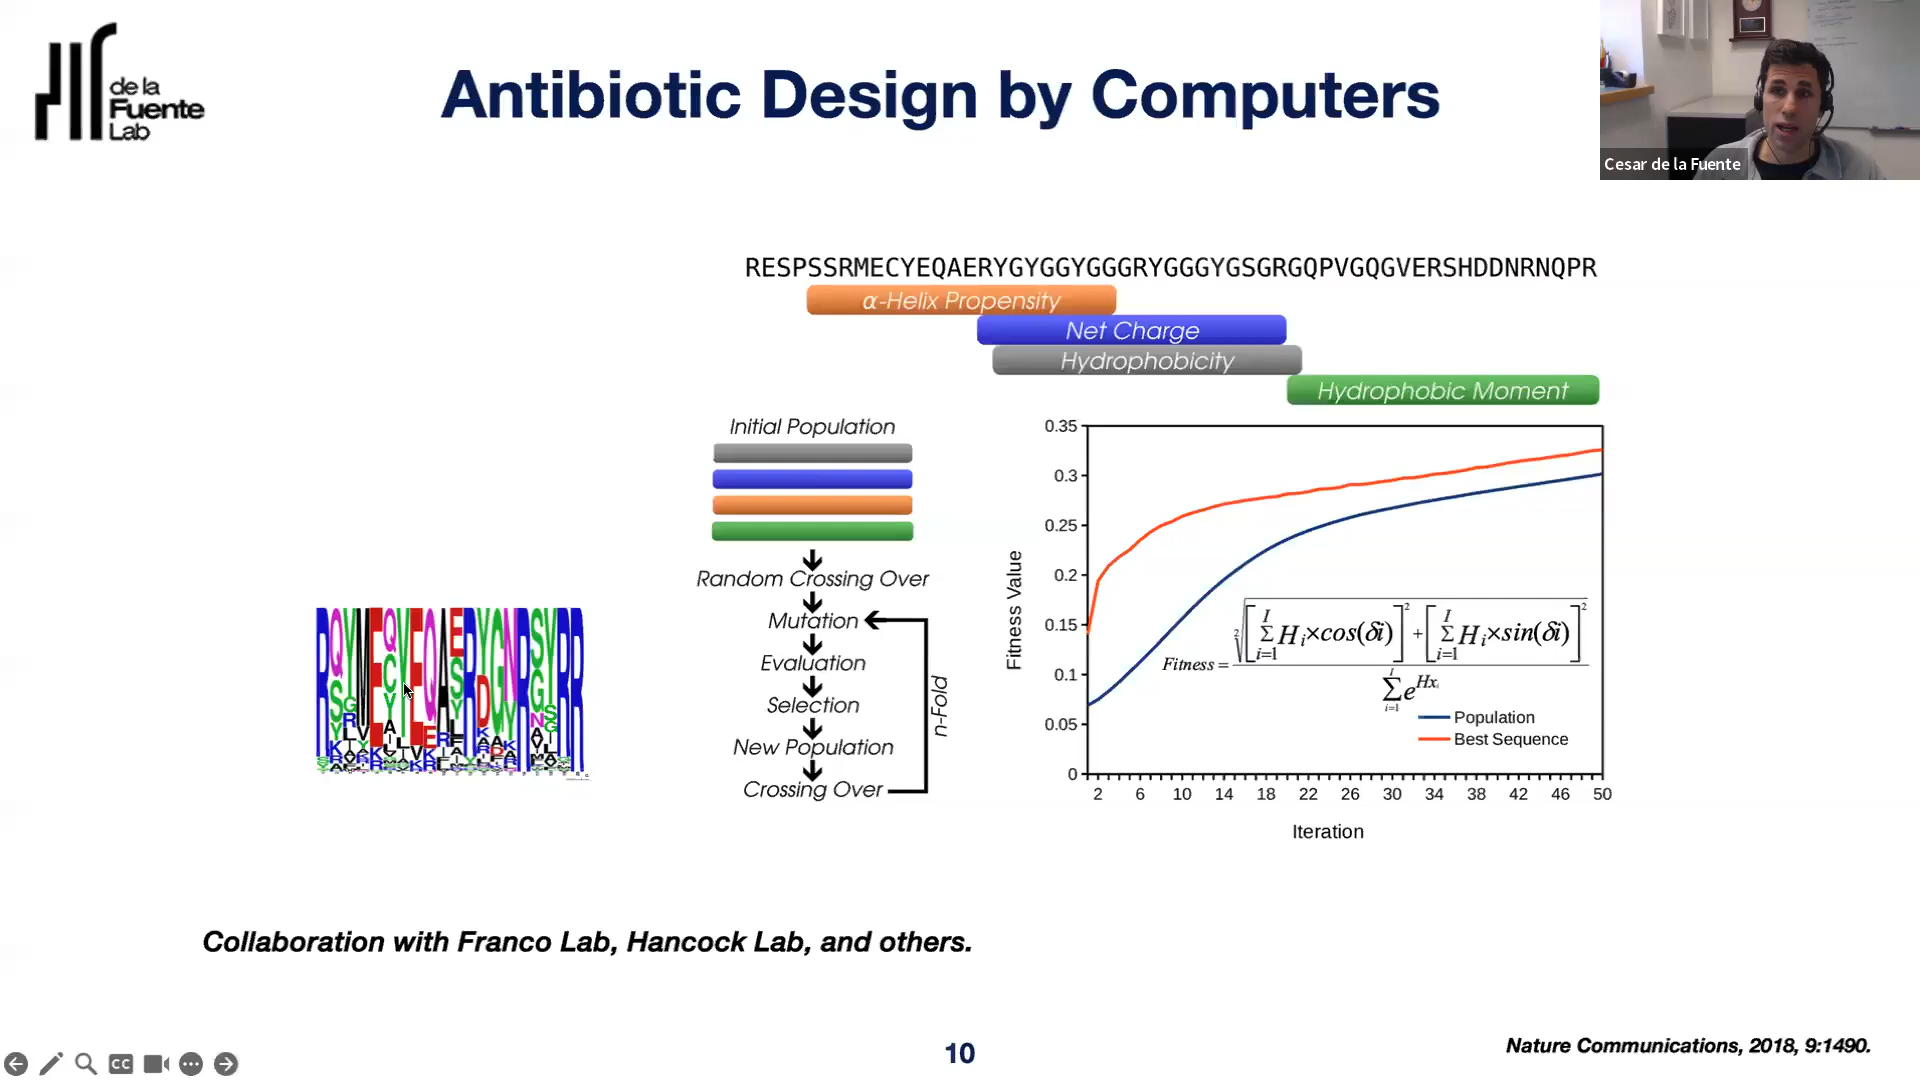 de la
Fuente
Lab
Antibiotic Design by Computers
Cesar de la Fuente
RESPSSRMECYEQAERYGYGGYGGGRYGGGYGSGRGQPVGQGVERSHDDNRNQPR
α-Helix Propensity
Net Charge
Hydrophobicity
Hydrophobic Moment
Initial Population
Random Crossing Over
Mutation
Evaluation
Selection
New Population
Crossing Over
n-Fold
Fitness Value
0.35
0.3
0.25
0.2
0.15
0.1
0.05
0
2 6 10 14 18 22 26 30 34 38 42 46 50
Iteration
Fitness =
Population
Best Sequence
Collaboration with Franco Lab, Hancock Lab, and others.
10
Nature Communications, 2018, 9:1490.
CC